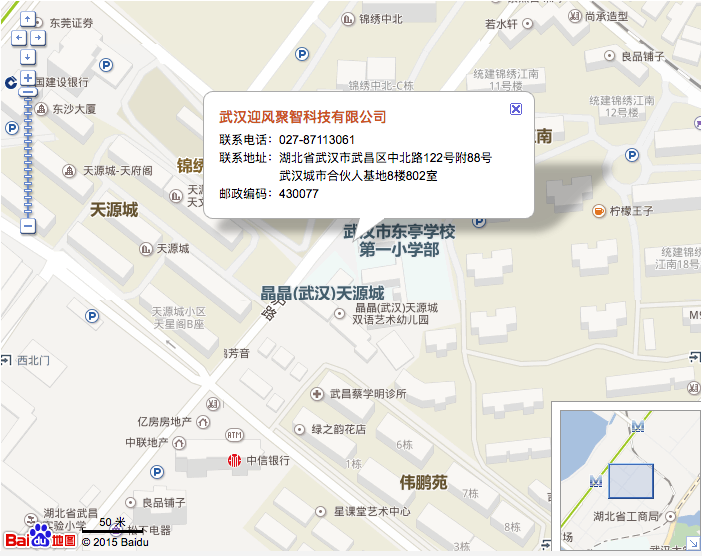 东莞证券
锦绣中北
若水轩
尚承造型
良品铺子
国建设银行
锦绣中北-C栋
统建锦绣江南
11号楼
统建锦绣江南
12号楼
东沙大厦
武汉迎风聚智科技有限公司
联系电话：027-87113061
联系地址：湖北省武汉市武昌区中北路122号附88号
武汉城市合伙人基地8楼802室
邮政编码：430077
江南
天源城-天府阁
锦绣
天源
天文
天源城
柠檬王子
武汉市东亭学校
第一小学部
天源城
统建锦绣
江南18号
晶晶(武汉)天源城
晶晶(武汉)天源城
双语艺术幼儿园
路
天源城小区
天星阁B座
M9
西北门
芳音
武昌蔡学明诊所
亿房房地产
绿之韵花店
中联地产
ATM
中信银行
6栋
1栋
伟鹏苑
7栋
8栋
良品铺子
星课堂艺术中心
湖北省武昌
实验小学
松下电器
湖北省工商局
场
武汉市
50 米
Bai du 地图
© 2015 Baidu